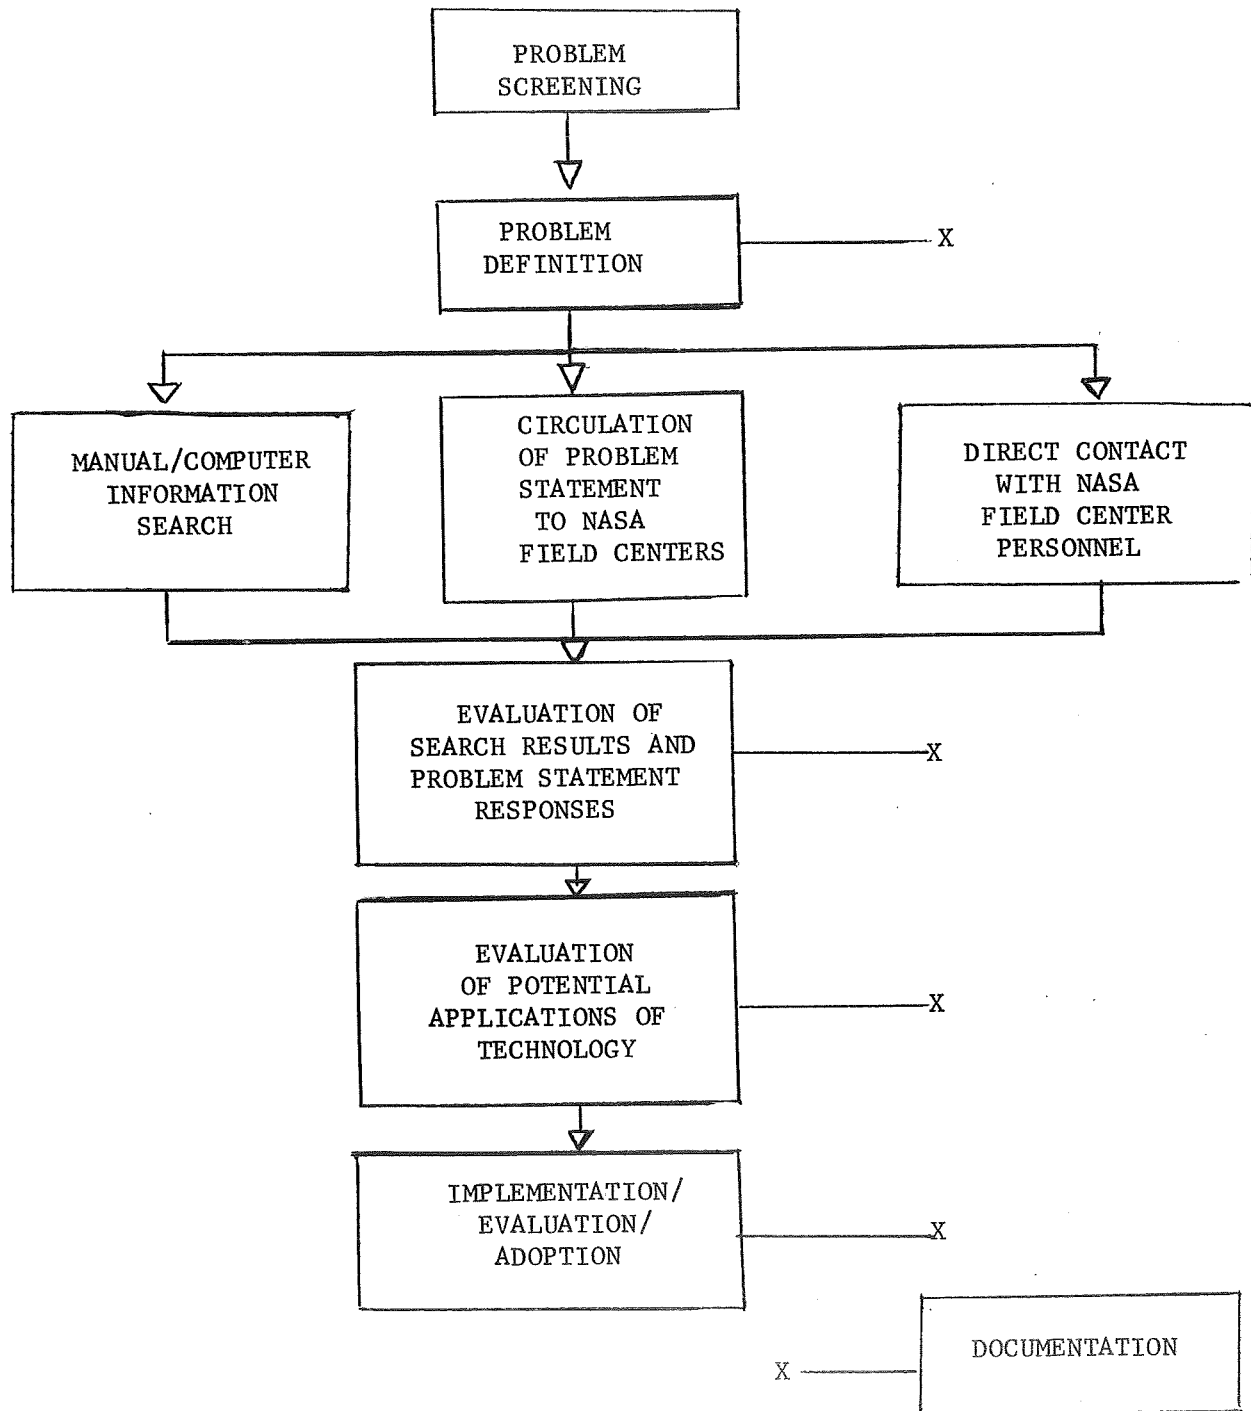 PROBLEM
SCREENING
PROBLEM
DEFINITION
X
MANUAL/COMPUTER
INFORMATION
SEARCH
CIRCULATION
OF PROBLEM
STATEMENT
TO NASA
FIELD CENTERS
DIRECT CONTACT
WITH NASA
FIELD CENTER
PERSONNEL
EVALUATION OF
SEARCH RESULTS AND
PROBLEM STATEMENT
RESPONSES
X
EVALUATION
OF POTENTIAL
APPLICATIONS OF
TECHNOLOGY
X
IMPLEMENTATION/
EVALUATION/
ADOPTION
X
X
DOCUMENTATION